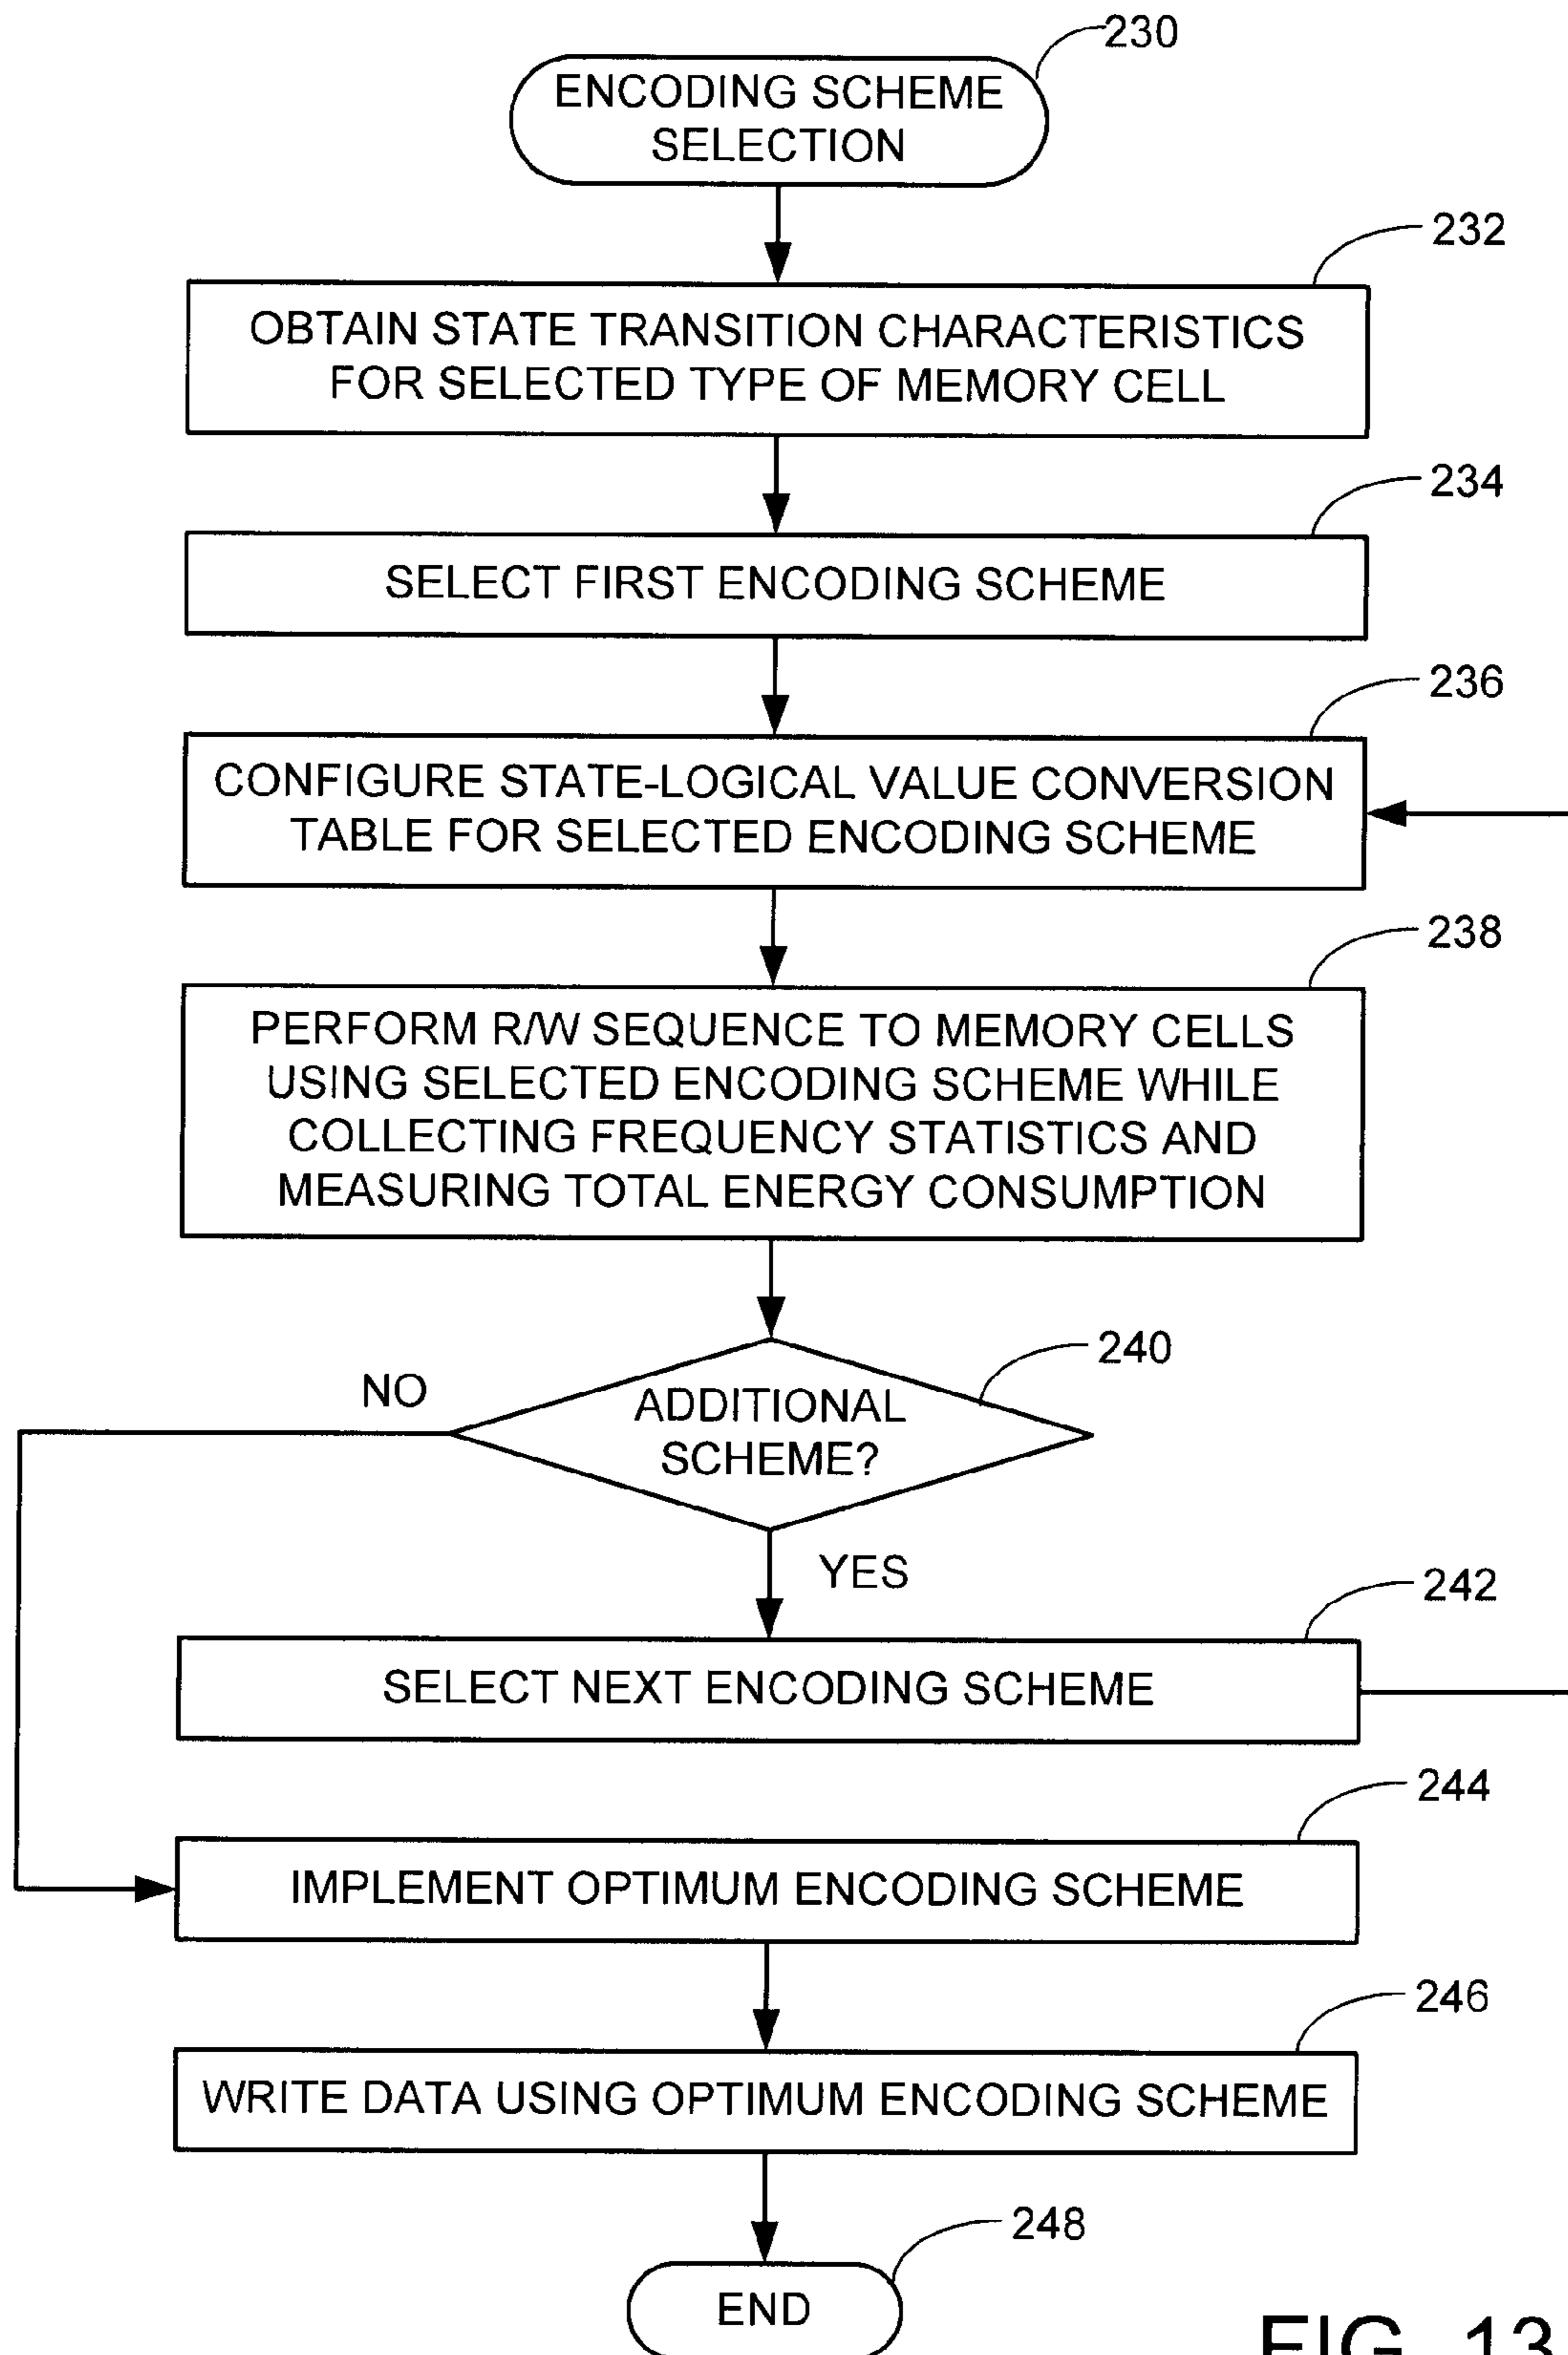 230
ENCODING SCHEME
SELECTION
232
OBTAIN STATE TRANSITION CHARACTERISTICS
FOR SELECTED TYPE OF MEMORY CELL
234
SELECT FIRST ENCODING SCHEME
236
CONFIGURE STATE-LOGICAL VALUE CONVERSION
TABLE FOR SELECTED ENCODING SCHEME
238
PERFORM R/W SEQUENCE TO MEMORY CELLS
USING SELECTED ENCODING SCHEME WHILE
COLLECTING FREQUENCY STATISTICS AND
MEASURING TOTAL ENERGY CONSUMPTION
240
NO
ADDITIONAL
SCHEME?
YES
242
SELECT NEXT ENCODING SCHEME
244
IMPLEMENT OPTIMUM ENCODING SCHEME
246
WRITE DATA USING OPTIMUM ENCODING SCHEME
248
END
FIG. 13